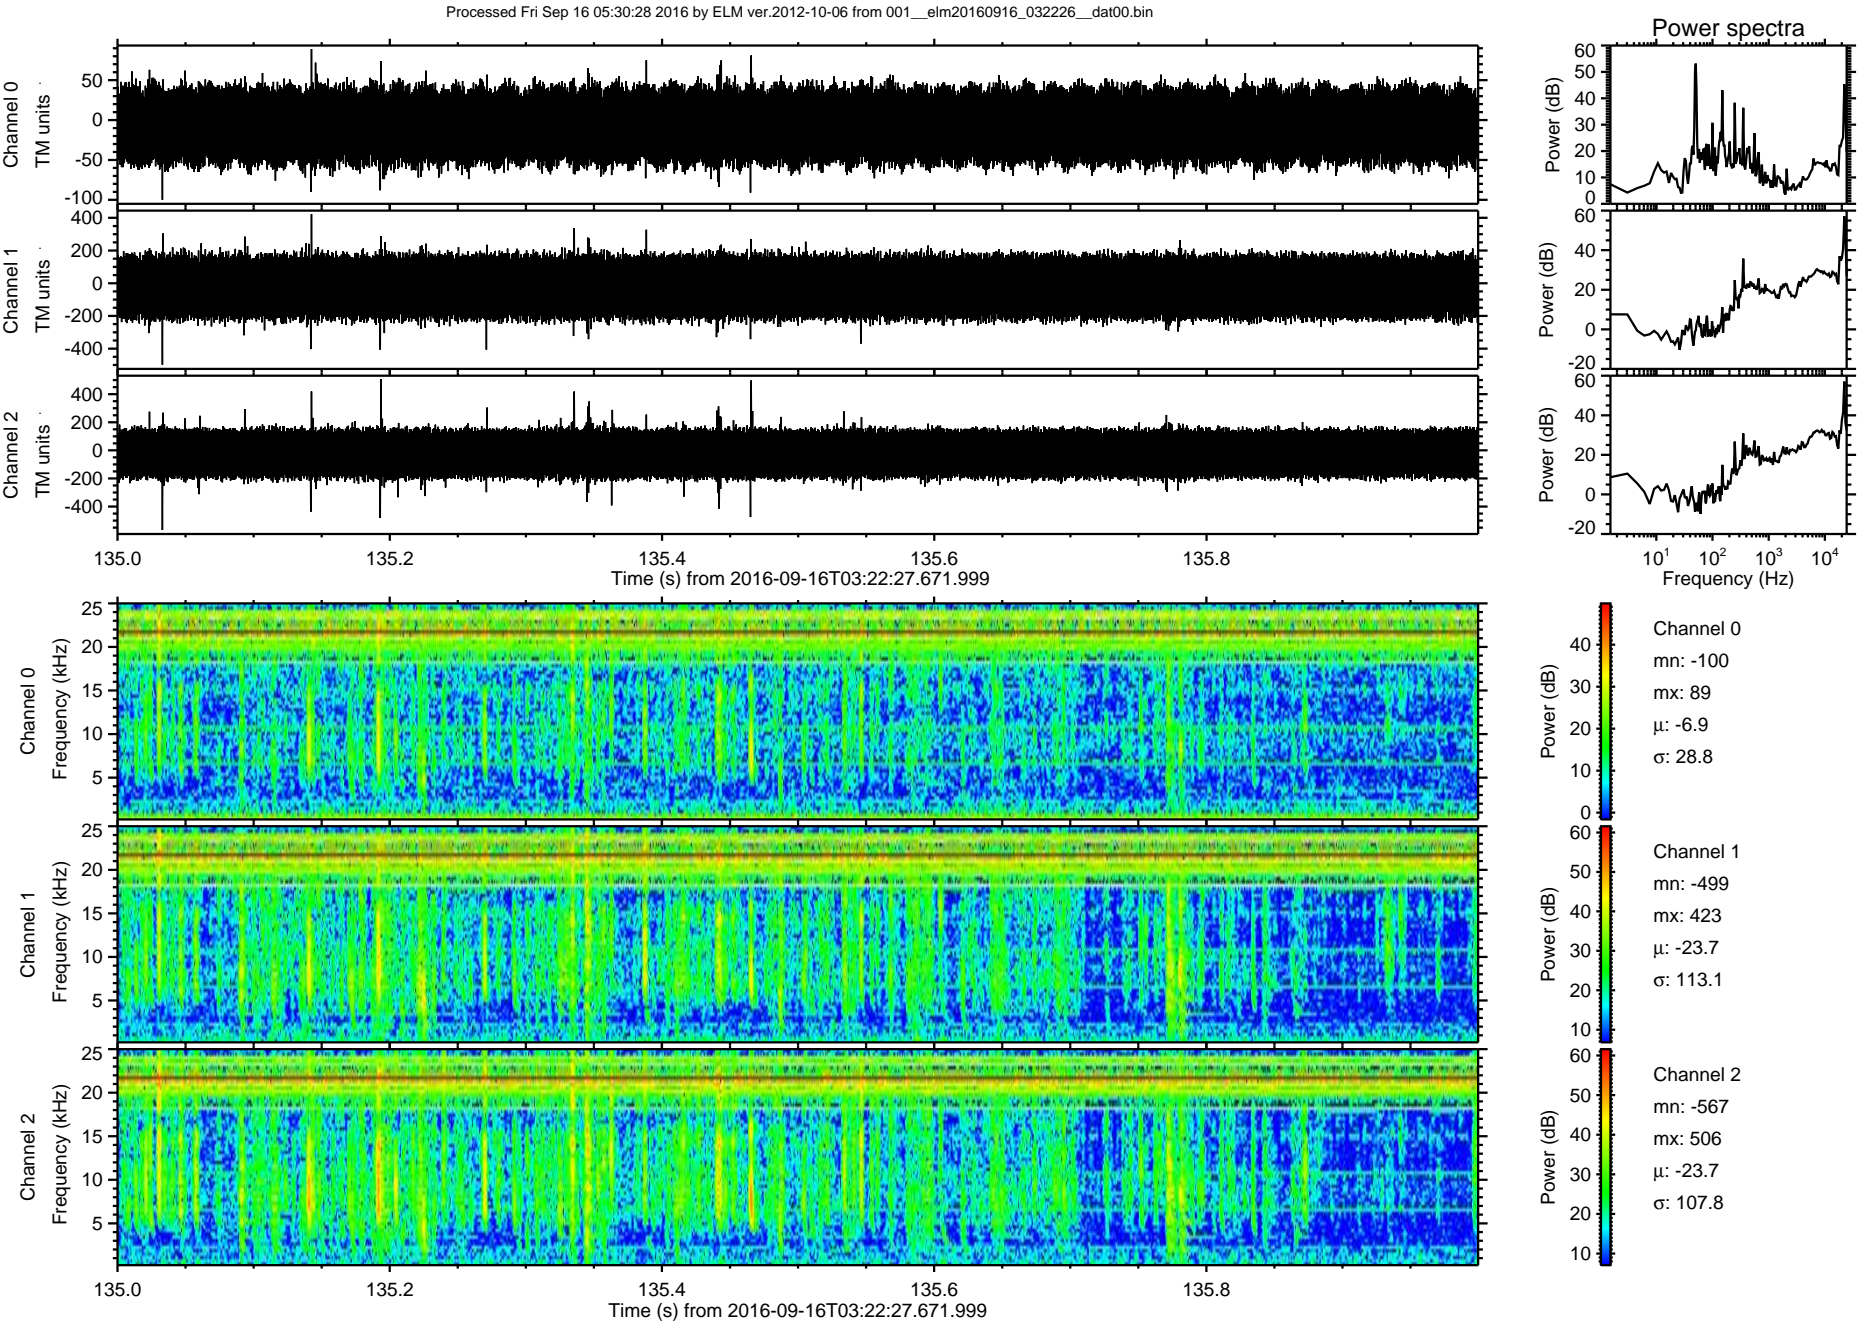 Processed Fri Sep 16 05:30:28 2016 by ELM ver.2012-10-06 from 001__elm20160916_032226__dat00.bin
Power spectra
Channel 0
TM units
50
0
-50
-100
Power (dB)
60
50
40
30
20
10
0
Channel 1
TM units
400
200
0
-200
-400
Power (dB)
60
40
20
0
-20
Channel 2
TM units
400
200
0
-200
-400
Power (dB)
60
40
20
0
-20
135.0 135.2 135.4 135.6 135.8
Time (s) from 2016-09-16T03:22:27.671.999
10¹ 10² 10³ 10⁴
Frequency (Hz)
Channel 0
Frequency (kHz)
25
20
15
10
5
Power (dB)
40
30
20
10
0
Channel 0
mn: -100
mx: 89
μ: -6.9
σ: 28.8
Channel 1
Frequency (kHz)
25
20
15
10
5
Power (dB)
60
50
40
30
20
10
Channel 1
mn: -499
mx: 423
μ: -23.7
σ: 113.1
Channel 2
Frequency (kHz)
25
20
15
10
5
Power (dB)
60
50
40
30
20
10
Channel 2
mn: -567
mx: 506
μ: -23.7
σ: 107.8
135.0 135.2 135.4 135.6 135.8
Time (s) from 2016-09-16T03:22:27.671.999